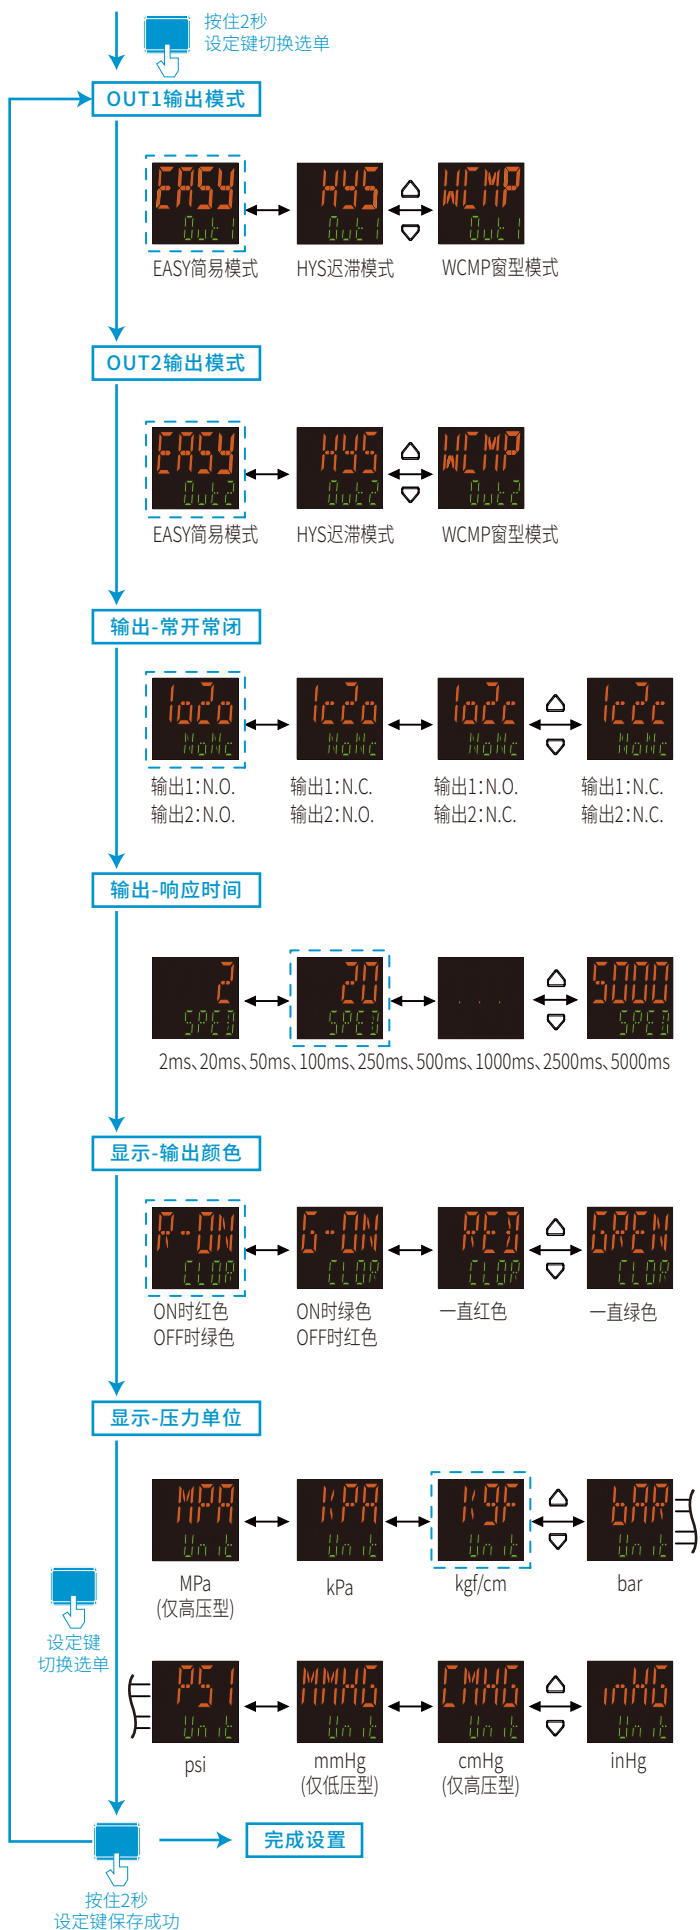 按住2秒
设定键切换选单
OUT1输出模式
EASY HYS WCMP
Out1 Out1 Out1
EASY简易模式 HYS迟滞模式 WCMP窗型模式
OUT2输出模式
EASY HYS WCMP
Out2 Out2 Out2
EASY简易模式 HYS迟滞模式 WCMP窗型模式
输出-常开常闭
1o2o 1c2o 1o2c 1c2c
NoNc NoNc NoNc NoNc
输出1:N.O. 输出1:N.C. 输出1:N.O. 输出1:N.C.
输出2:N.O. 输出2:N.O. 输出2:N.C. 输出2:N.C.
输出-响应时间
2 20 . . . 5000
SPED SPED SPED
2ms、20ms、50ms、100ms、250ms、500ms、1000ms、2500ms、5000ms
显示-输出颜色
R-ON G-ON RED GREN
CLOR CLOR CLOR CLOR
ON时红色 ON时绿色 一直红色 一直绿色
OFF时绿色 OFF时红色
显示-压力单位
MPA KPA KgF bAR
Unit Unit Unit Unit
MPa kPa kgf/cm bar
(仅高压型)
设定键
切换选单
PSI MMHG CMHG inHG
Unit Unit Unit Unit
psi mmHg cmHg inHg
(仅低压型) (仅高压型)
完成设置
按住2秒
设定键保存成功